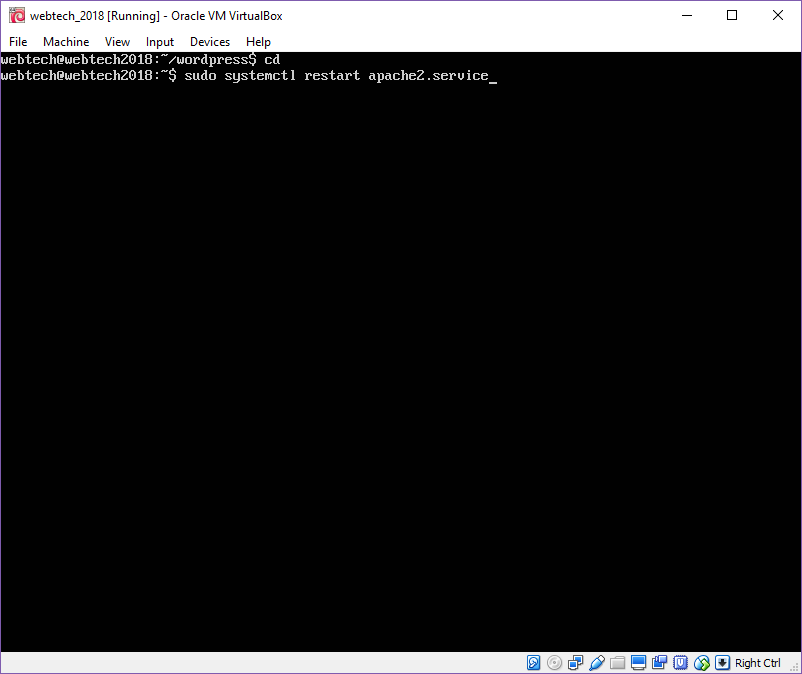 webtech_2018 [Running] - Oracle VM VirtualBox
File Machine View Input Devices Help
webtech@webtech2018:~/wordpress$ cd
webtech@webtech2018:~$ sudo systemctl restart apache2.service_
Right Ctrl